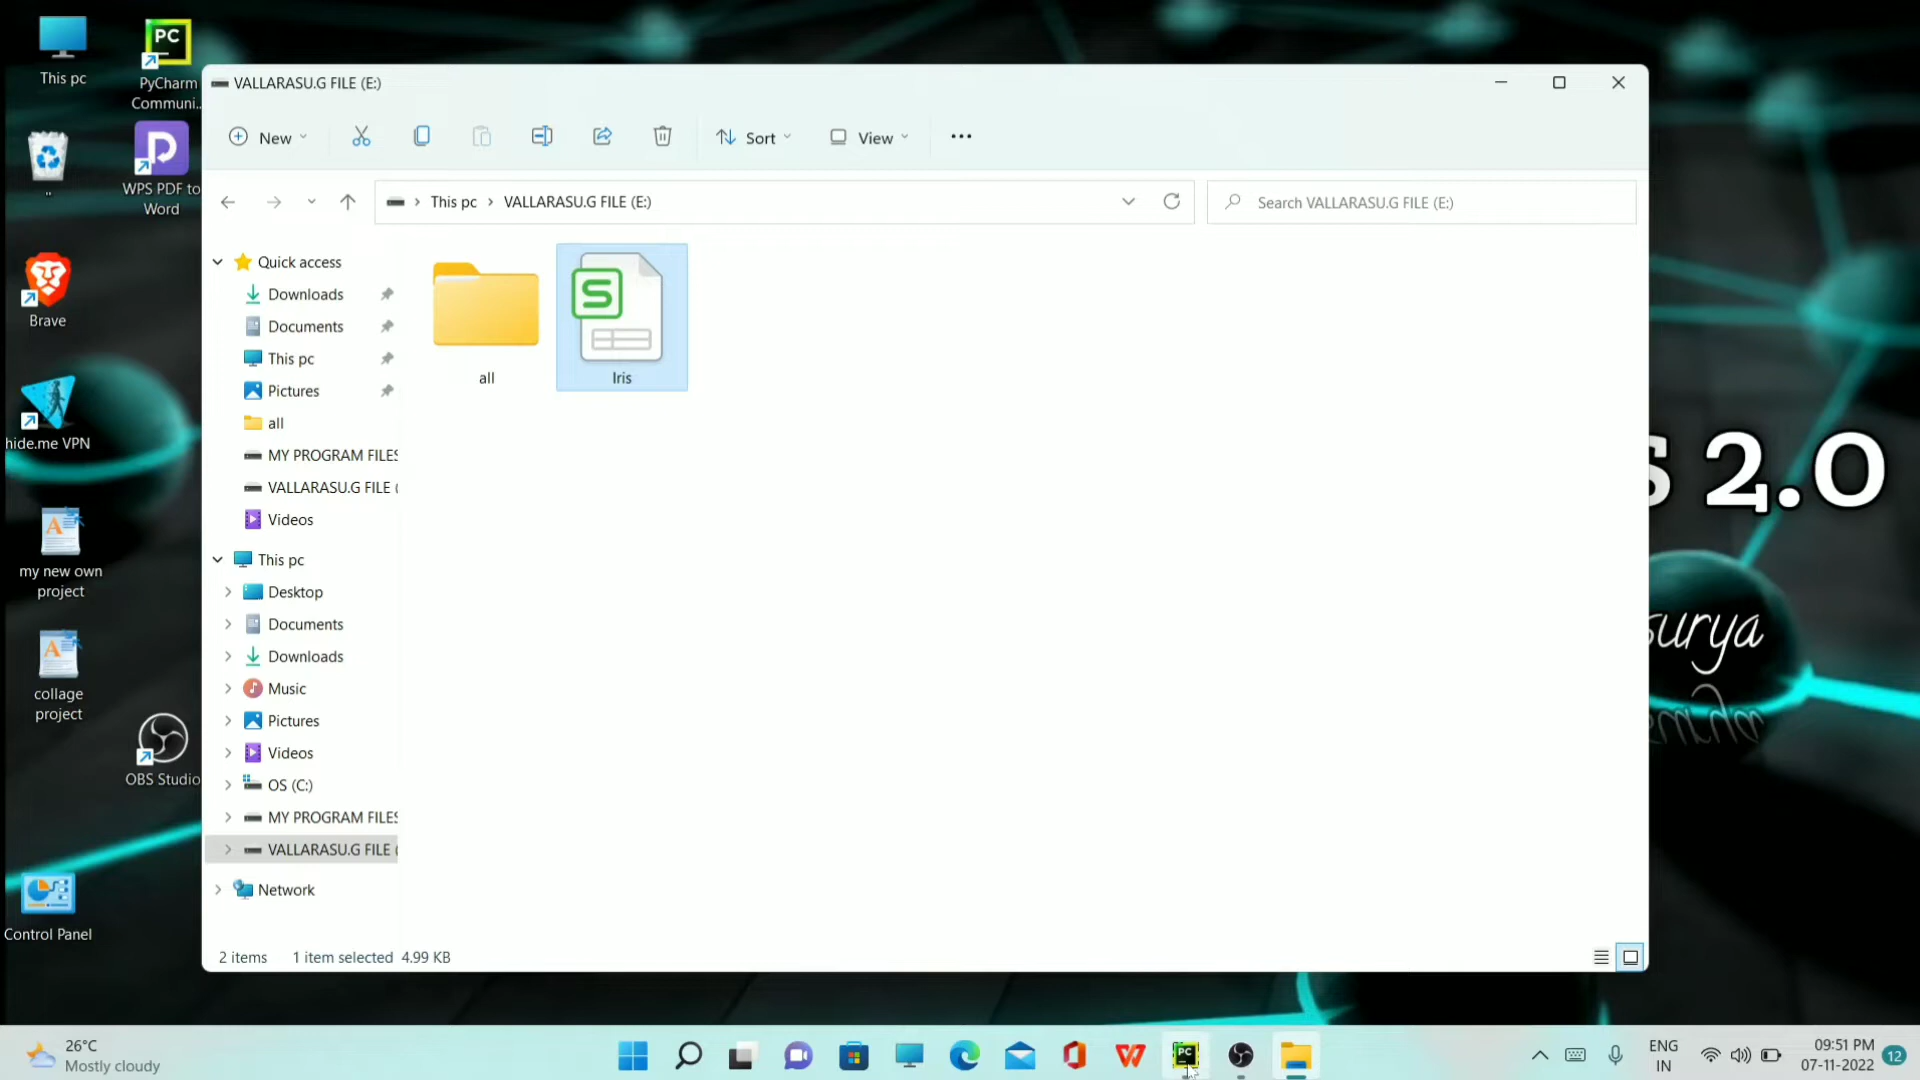 This pc
PC
PyCharm
Communi...
..
WPS PDF to
Word
Brave
hide.me VPN
my new own
project
collage
project
OBS Studio
Control Panel
VALLARASU.G FILE (E:)
New
Sort
View
This pc
VALLARASU.G FILE (E:)
Search VALLARASU.G FILE (E:)
Quick access
Downloads
Documents
This pc
Pictures
all
MY PROGRAM FILES
VALLARASU.G FILE (
Videos
This pc
Desktop
Documents
Downloads
Music
Pictures
Videos
OS (C:)
MY PROGRAM FILES
VALLARASU.G FILE (
Network
all
S
Iris
2 items
1 item selected 4.99 KB
S 2.0
surya
26°C
Mostly cloudy
PC
ENG
IN
09:51 PM
07-11-2022
12